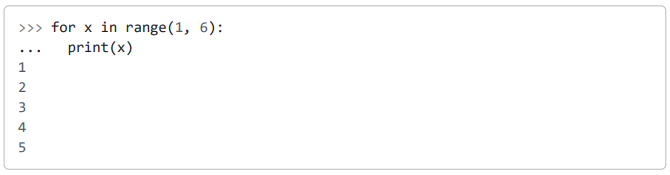 >>> for x in range(1, 6):
...   print(x)
1
2
3
4
5